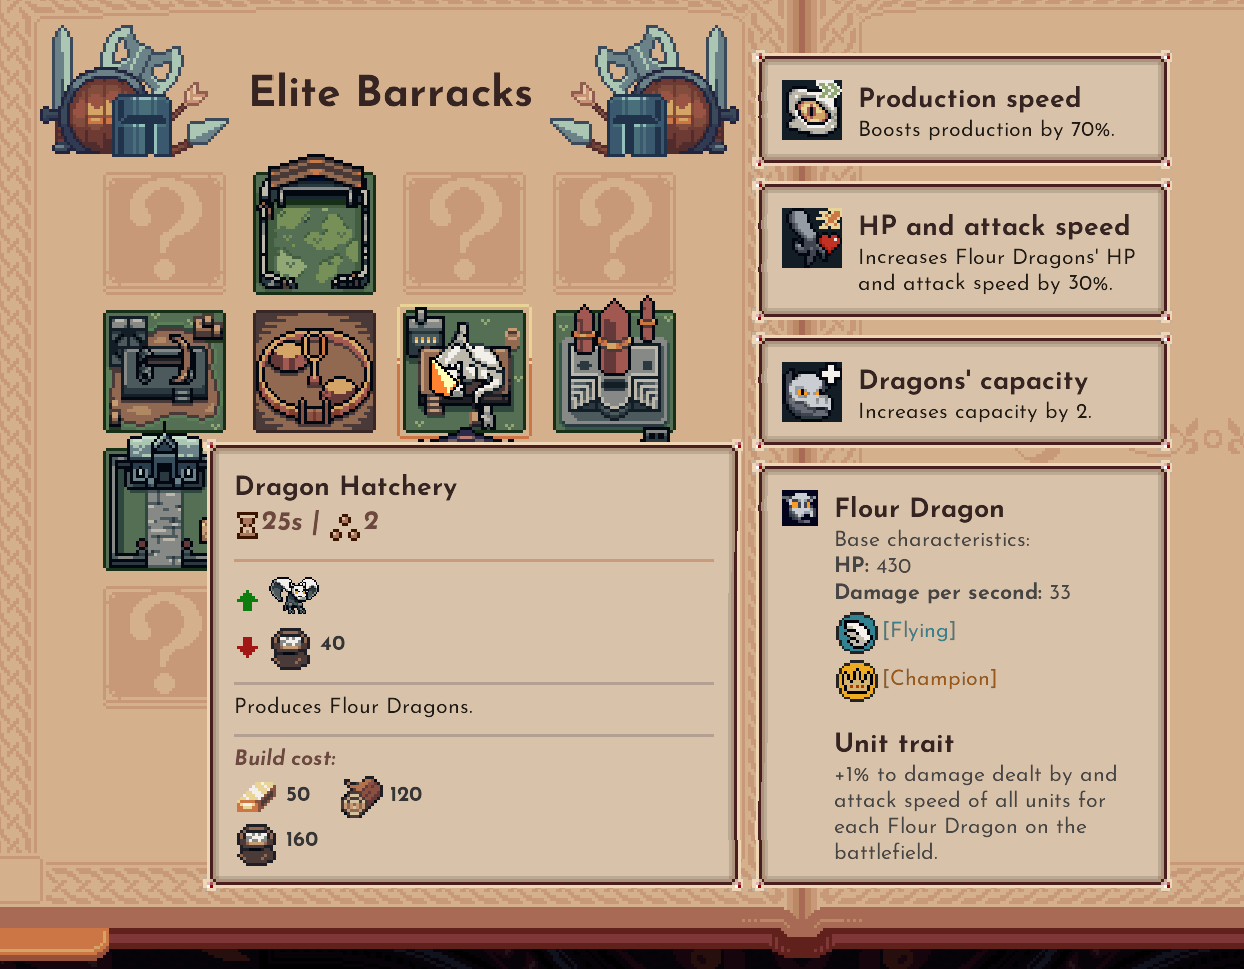 Elite Barracks
?
?
?
?
Dragon Hatchery
25s | 2
40
Produces Flour Dragons.
Build cost:
50 120
160
Production speed
Boosts production by 70%.
HP and attack speed
Increases Flour Dragons' HP
and attack speed by 30%.
Dragons' capacity
Increases capacity by 2.
Flour Dragon
Base characteristics:
HP: 430
Damage per second: 33
[Flying]
[Champion]
Unit trait
+1% to damage dealt by and
attack speed of all units for
each Flour Dragon on the
battlefield.